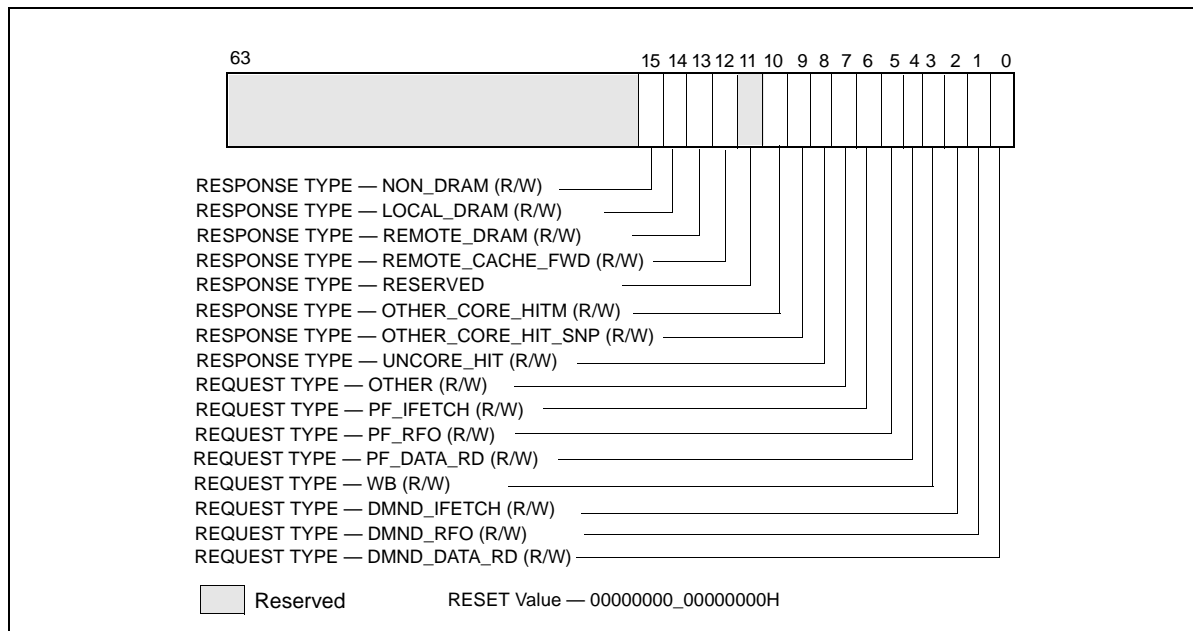 63 15 14 13 12 11 10 9 8 7 6 5 4 3 2 1 0
RESPONSE TYPE — NON_DRAM (R/W)
RESPONSE TYPE — LOCAL_DRAM (R/W)
RESPONSE TYPE — REMOTE_DRAM (R/W)
RESPONSE TYPE — REMOTE_CACHE_FWD (R/W)
RESPONSE TYPE — RESERVED
RESPONSE TYPE — OTHER_CORE_HITM (R/W)
RESPONSE TYPE — OTHER_CORE_HIT_SNP (R/W)
RESPONSE TYPE — UNCORE_HIT (R/W)
REQUEST TYPE — OTHER (R/W)
REQUEST TYPE — PF_IFETCH (R/W)
REQUEST TYPE — PF_RFO (R/W)
REQUEST TYPE — PF_DATA_RD (R/W)
REQUEST TYPE — WB (R/W)
REQUEST TYPE — DMND_IFETCH (R/W)
REQUEST TYPE — DMND_RFO (R/W)
REQUEST TYPE — DMND_DATA_RD (R/W)
Reserved RESET Value — 00000000_00000000H